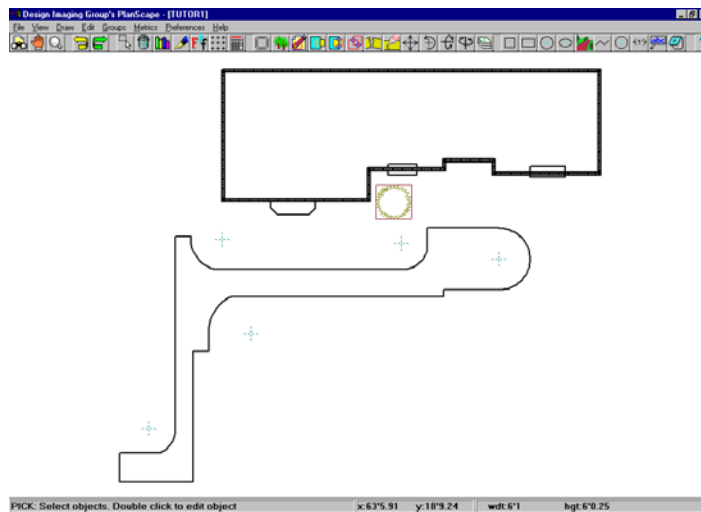 Design Imaging Group's PlanScape - [TUTOR1]
File View Draw Edit Groups Metrics Preferences Help
PICK: Select objects. Double click to edit object x:63'5.91 y:18'9.24 wdt:6'1 hgt:6'0.25